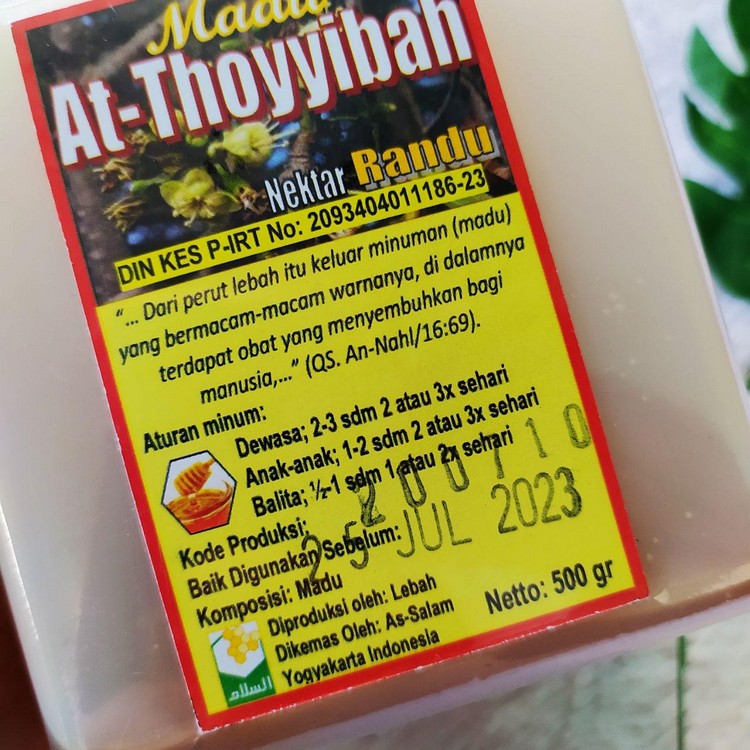 Madu
At-Thoyyibah
Nektar Randu
DIN KES P-IRT No: 2093404011186-23
“... Dari perut lebah itu keluar minuman (madu)
yang bermacam-macam warnanya, di dalamnya
terdapat obat yang menyembuhkan bagi
manusia,...” (QS. An-Nahl/16:69).
Aturan minum:
Dewasa; 2-3 sdm 2 atau 3x sehari
Anak-anak; 1-2 sdm 2 atau 3x sehari
Balita; ½-1 sdm 1 atau 2x sehari
Kode Produksi: 200710
Baik Digunakan Sebelum: 25 JUL 2023
Komposisi: Madu
Diproduksi oleh: Lebah
Dikemas Oleh: As-Salam
Yogyakarta Indonesia
Netto: 500 gr
السلام